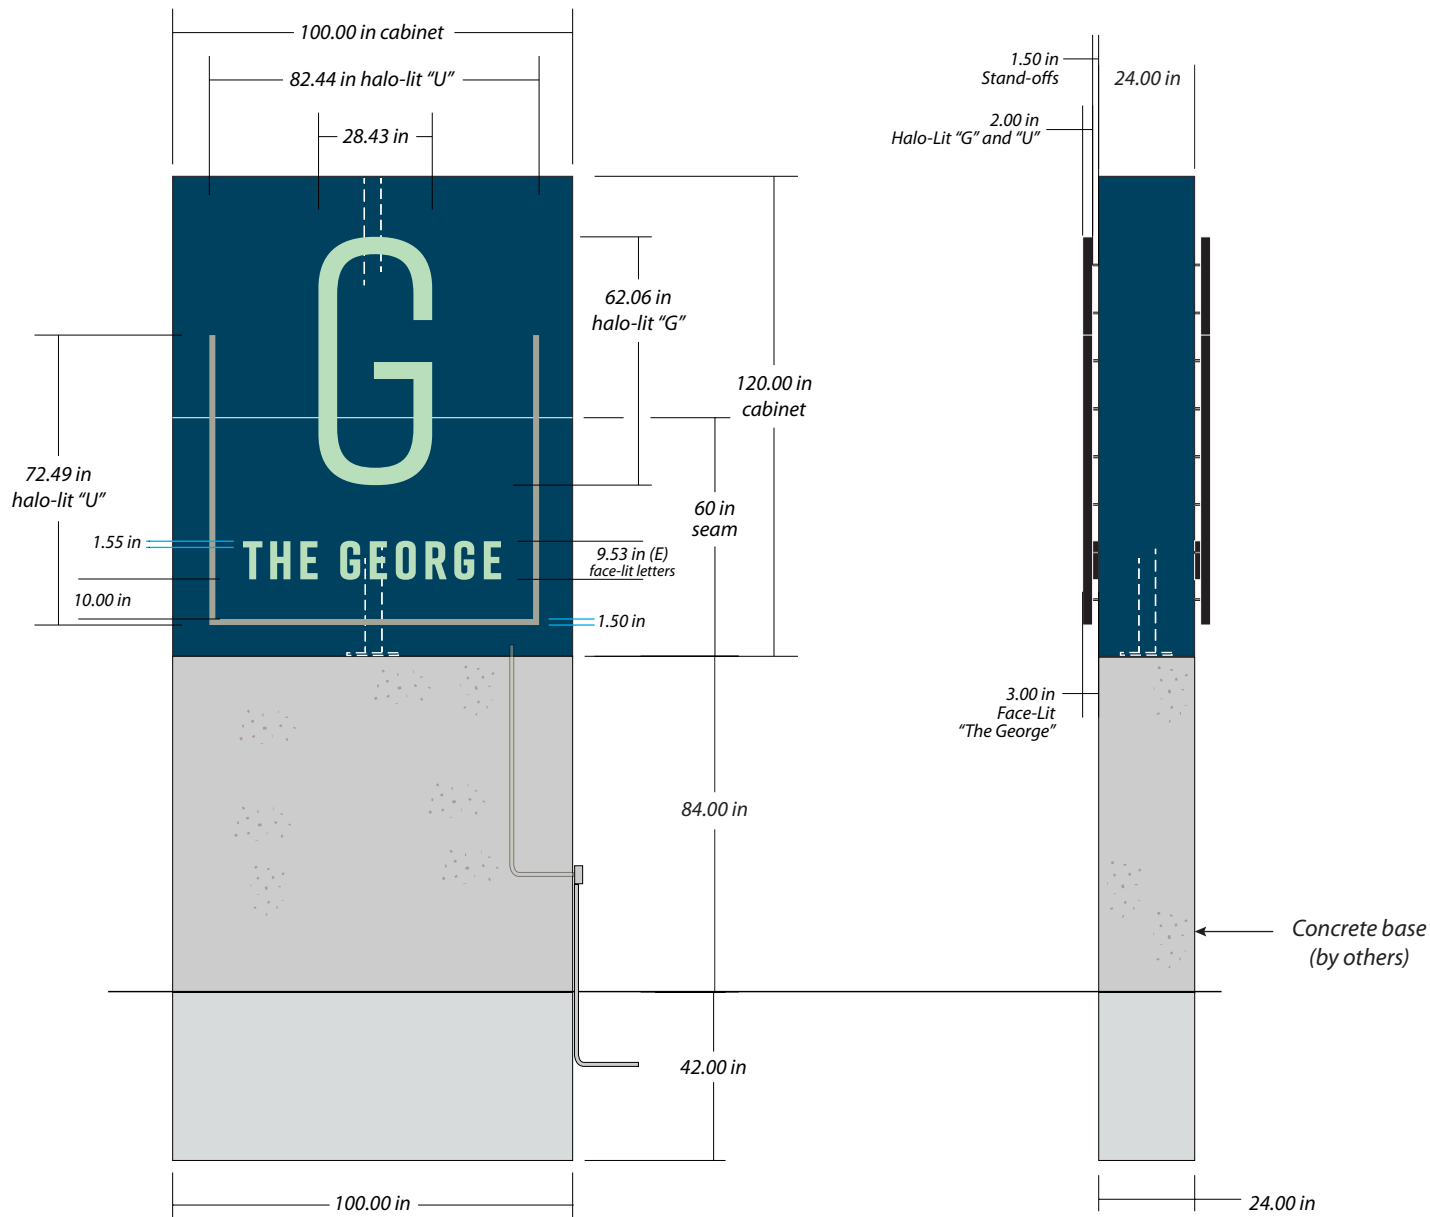 100.00 in cabinet
82.44 in halo-lit “U”
28.43 in
1.50 in
Stand-offs
24.00 in
2.00 in
Halo-Lit “G” and “U”
G
62.06 in
halo-lit “G”
120.00 in
cabinet
72.49 in
halo-lit “U”
60 in
seam
1.55 in
THE GEORGE
9.53 in (E)
face-lit letters
10.00 in
1.50 in
3.00 in
Face-Lit
“The George”
84.00 in
Concrete base
(by others)
42.00 in
100.00 in
24.00 in